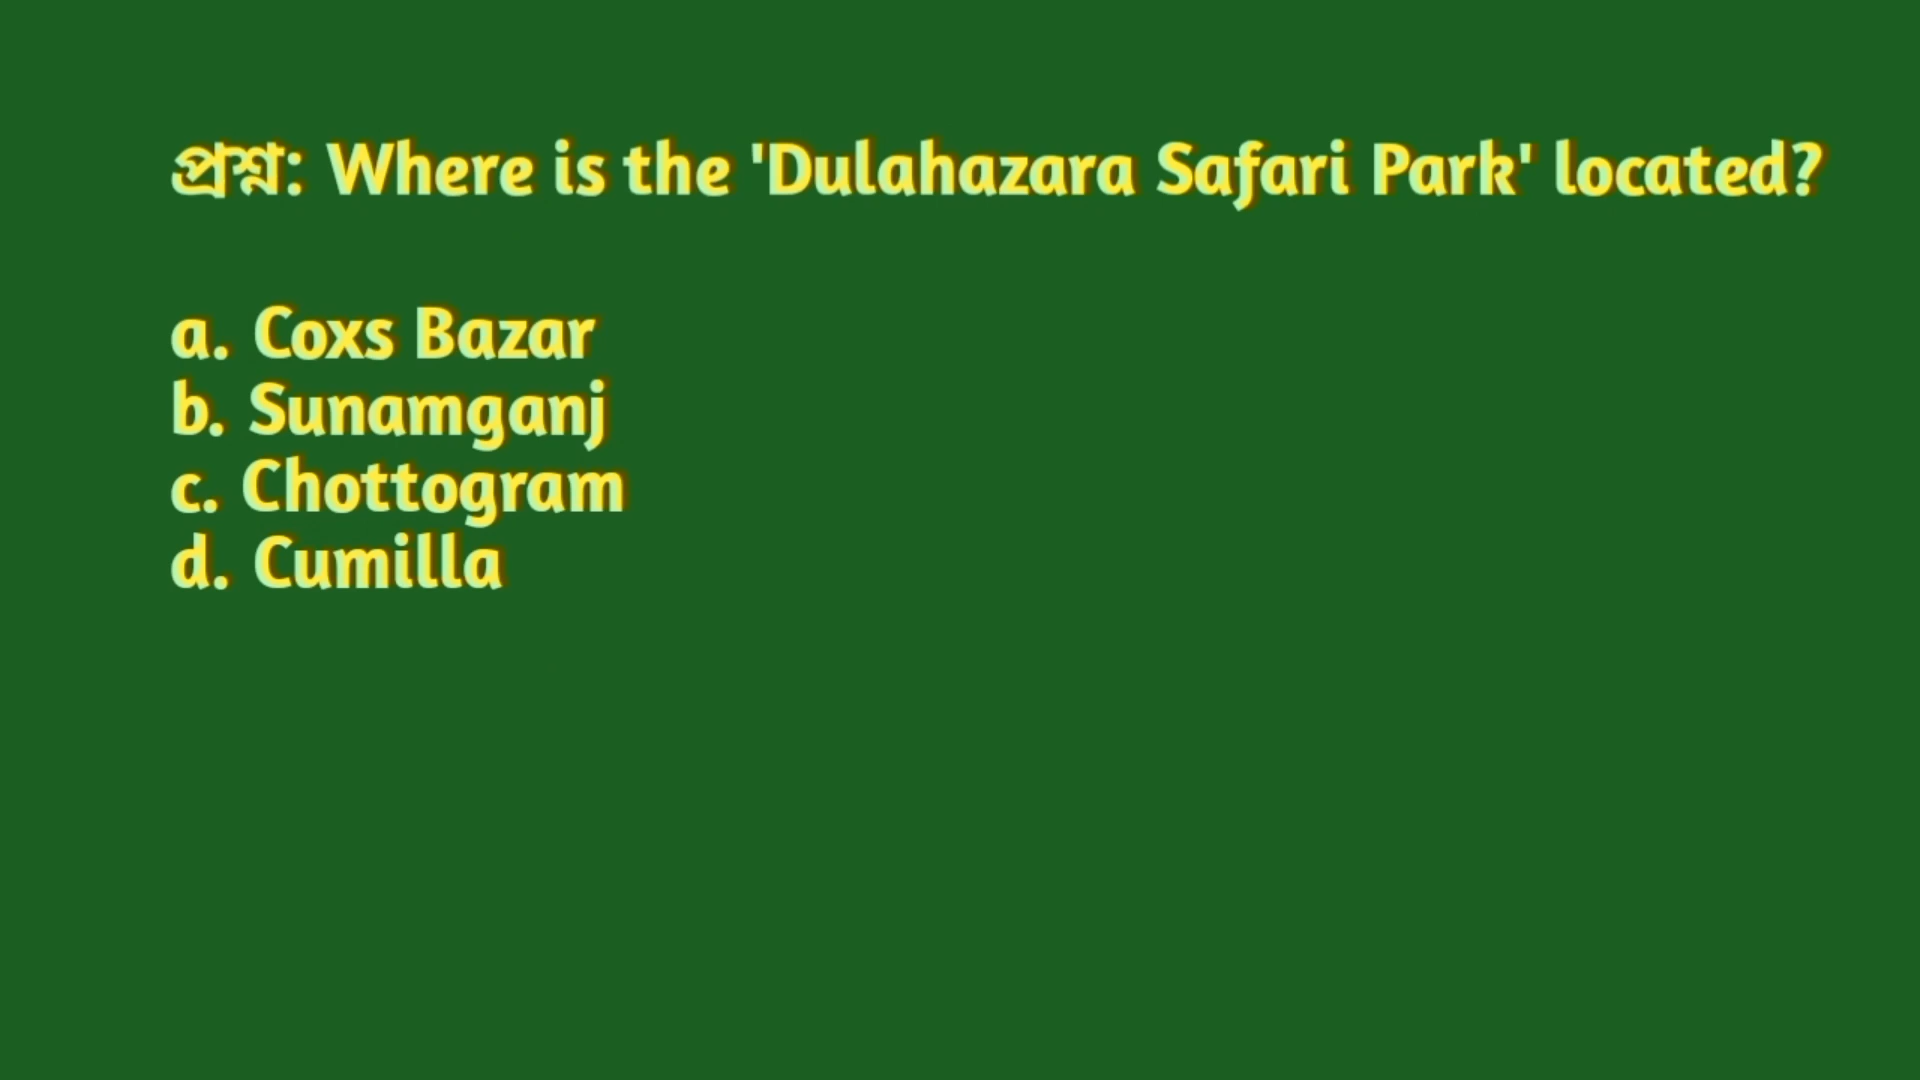 প্রশ্ন: Where is the 'Dulahazara Safari Park' located?
a. Coxs Bazar
b. Sunamganj
c. Chottogram
d. Cumilla